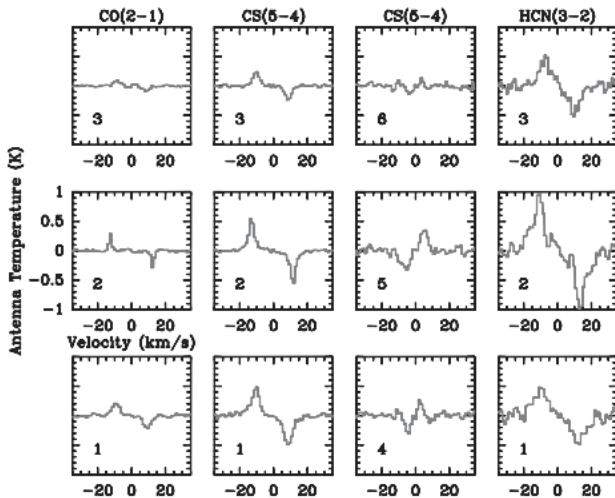 CO(2-1) CS(5-4) CS(5-4) HCN(3-2)
3 3 6 3
-20 0 20 -20 0 20 -20 0 20 -20 0 20
Antenna Temperature (K)
1
0.5
0
-0.5
-1
2 2 5 2
-20 0 20 -20 0 20 -20 0 20 -20 0 20
Velocity (km/s)
1 1 4 1
-20 0 20 -20 0 20 -20 0 20 -20 0 20